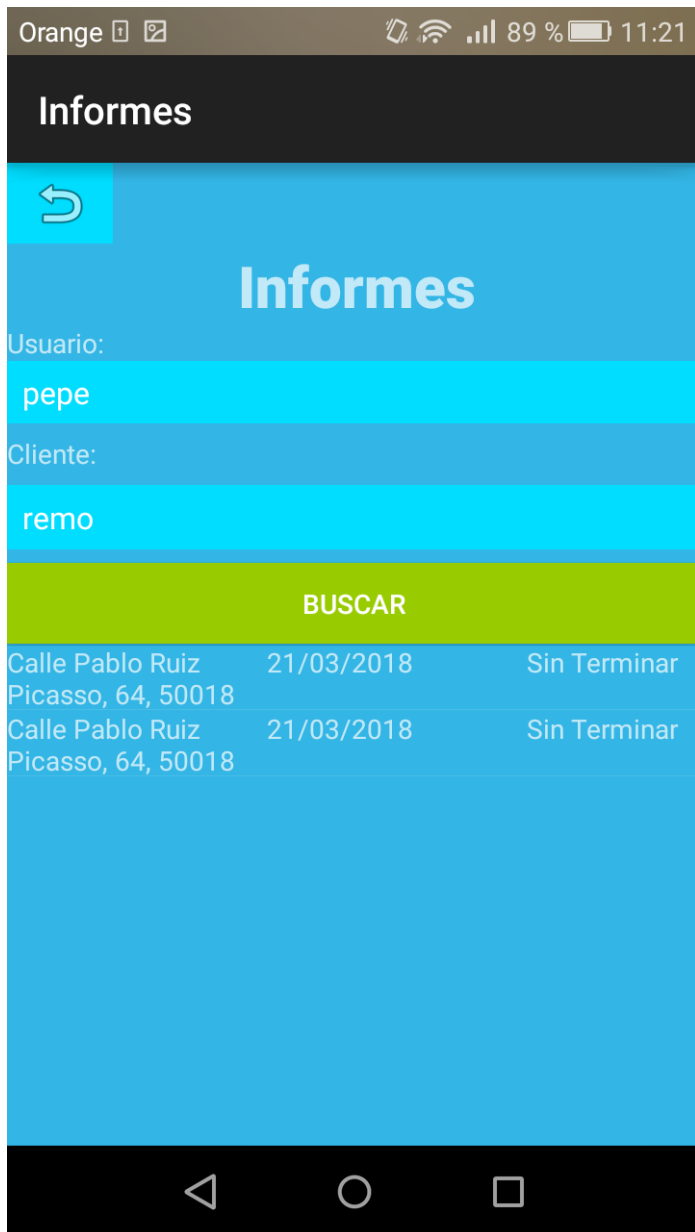 Orange 89 % 11:21
Informes
Informes
Usuario:
pepe
Cliente:
remo
BUSCAR
Calle Pablo Ruiz 21/03/2018 Sin Terminar
Picasso, 64, 50018
Calle Pablo Ruiz 21/03/2018 Sin Terminar
Picasso, 64, 50018